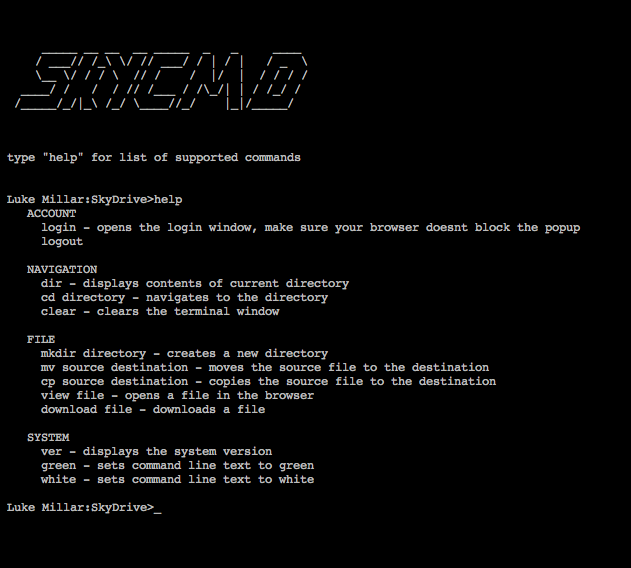 type "help" for list of supported commands
Luke Millar:SkyDrive>help
ACCOUNT
login - opens the login window, make sure your browser doesnt block the popup
logout
NAVIGATION
dir - displays contents of current directory
cd directory - navigates to the directory
clear - clears the terminal window
FILE
mkdir directory - creates a new directory
mv source destination - moves the source file to the destination
cp source destination - copies the source file to the destination
view file - opens a file in the browser
download file - downloads a file
SYSTEM
ver - displays the system version
green - sets command line text to green
white - sets command line text to white
Luke Millar:SkyDrive>_